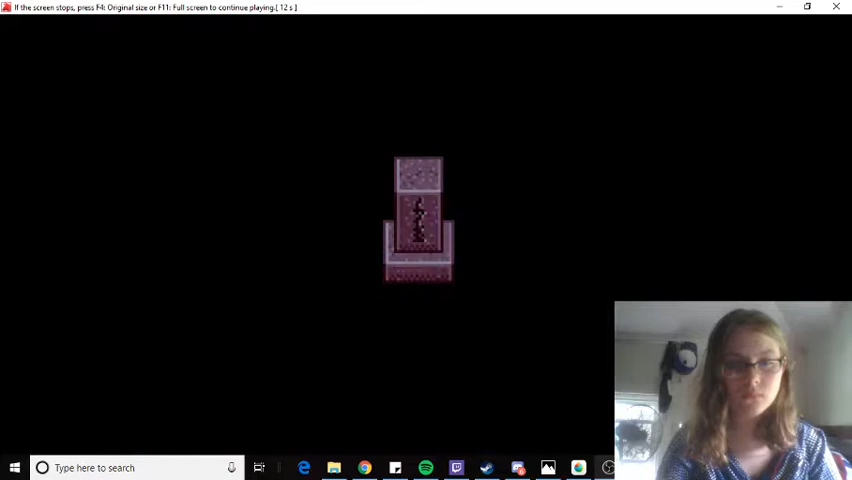 If the screen stops, press F4: Original size or F11: Full screen to continue playing.[ 12 s ]
Type here to search